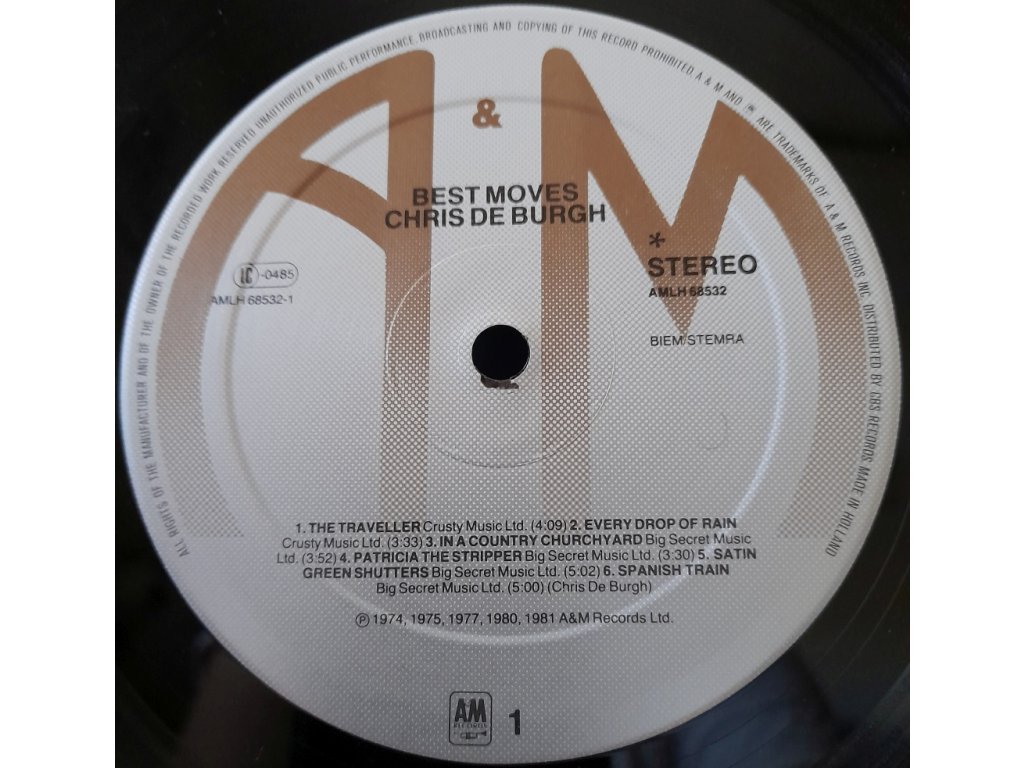 ALL RIGHTS OF THE MANUFACTURER AND OF THE OWNER OF THE RECORDED WORK RESERVED UNAUTHORIZED PUBLIC PERFORMANCE, BROADCASTING AND COPYING OF THIS RECORD PROHIBITED A & M AND ARE TRADEMARKS OF A & M RECORDS INC. DISTRIBUTED BY CBS RECORDS. MADE IN HOLLAND
A & M
BEST MOVES
CHRIS DE BURGH
*
STEREO
AMLH 68532
LC -0485
AMLH 68532-1
BIEM/STEMRA
1. THE TRAVELLER Crusty Music Ltd. (4:09) 2. EVERY DROP OF RAIN
Crusty Music Ltd. (3:33) 3. IN A COUNTRY CHURCHYARD Big Secret Music
Ltd. (3:52) 4. PATRICIA THE STRIPPER Big Secret Music Ltd. (3:30) 5. SATIN
GREEN SHUTTERS Big Secret Music Ltd. (5:02) 6. SPANISH TRAIN
Big Secret Music Ltd. (5:00) (Chris De Burgh)
℗ 1974, 1975, 1977, 1980, 1981 A&M Records Ltd.
AM
RECORDS
1